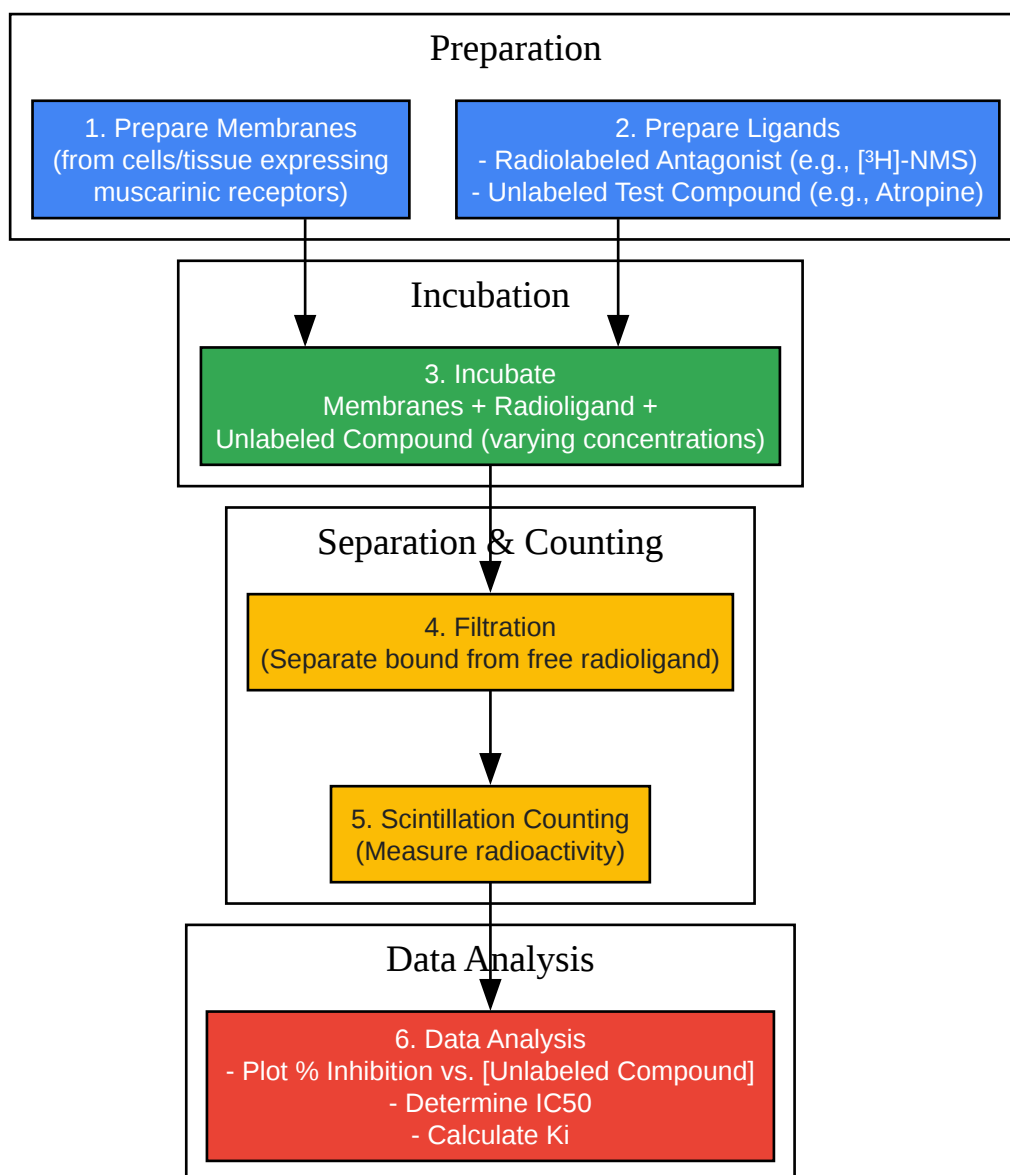 Preparation
1. Prepare Membranes
(from cells/tissue expressing
muscarinic receptors)
2. Prepare Ligands
- Radiolabeled Antagonist (e.g., [³H]-NMS)
- Unlabeled Test Compound (e.g., Atropine)
Incubation
3. Incubate
Membranes + Radioligand +
Unlabeled Compound (varying concentrations)
Separation & Counting
4. Filtration
(Separate bound from free radioligand)
5. Scintillation Counting
(Measure radioactivity)
Data Analysis
6. Data Analysis
- Plot % Inhibition vs. [Unlabeled Compound]
- Determine IC50
- Calculate Ki